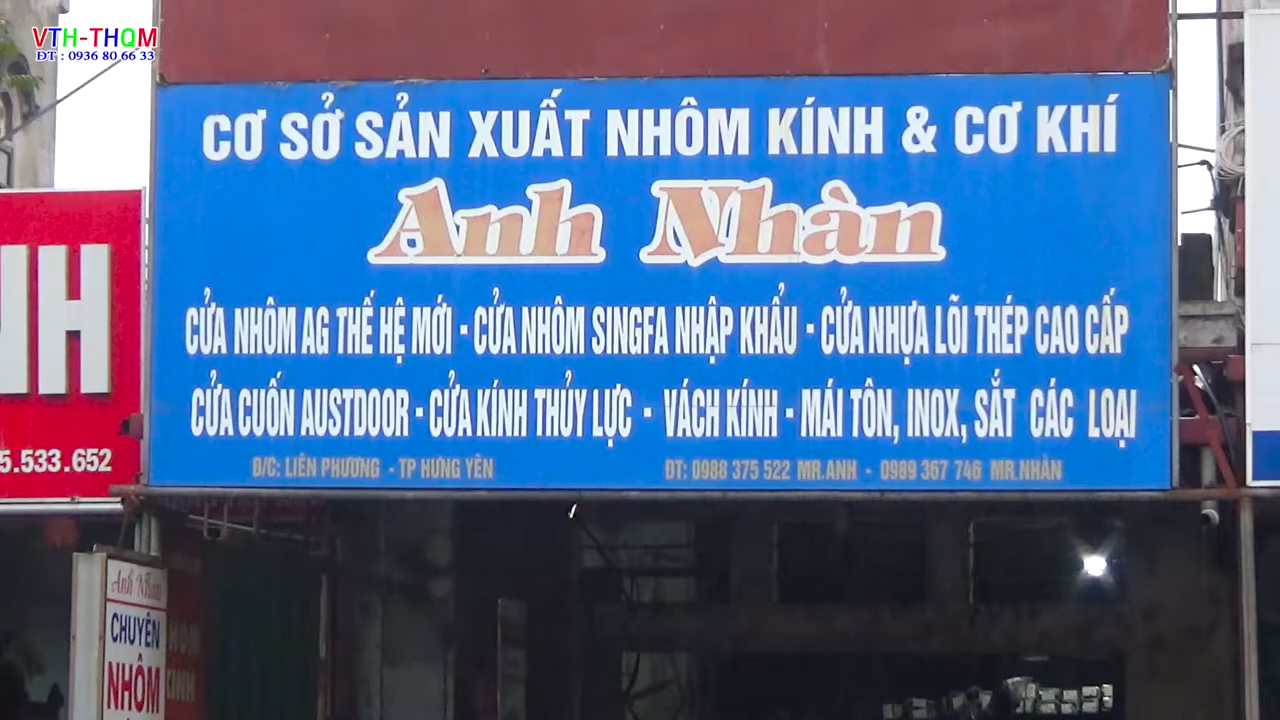 VTH-THQM
ĐT : 0936 80 66 33
CƠ SỞ SẢN XUẤT NHÔM KÍNH & CƠ KHÍ
Anh Nhàn
CỬA NHÔM AG THẾ HỆ MỚI - CỬA NHÔM SINGFA NHẬP KHẨU - CỬA NHỰA LÕI THÉP CAO CẤP
CỬA CUỐN AUSTDOOR - CỬA KÍNH THỦY LỰC - VÁCH KÍNH - MÁI TÔN, INOX, SẮT CÁC LOẠI
Đ/C: LIÊN PHƯƠNG - TP HƯNG YÊN
ĐT: 0988 375 522 MR.ANH - 0989 367 746 MR.NHÀN
NH
5.533.652
Anh Nhàn
CHUYÊN
NHÔM